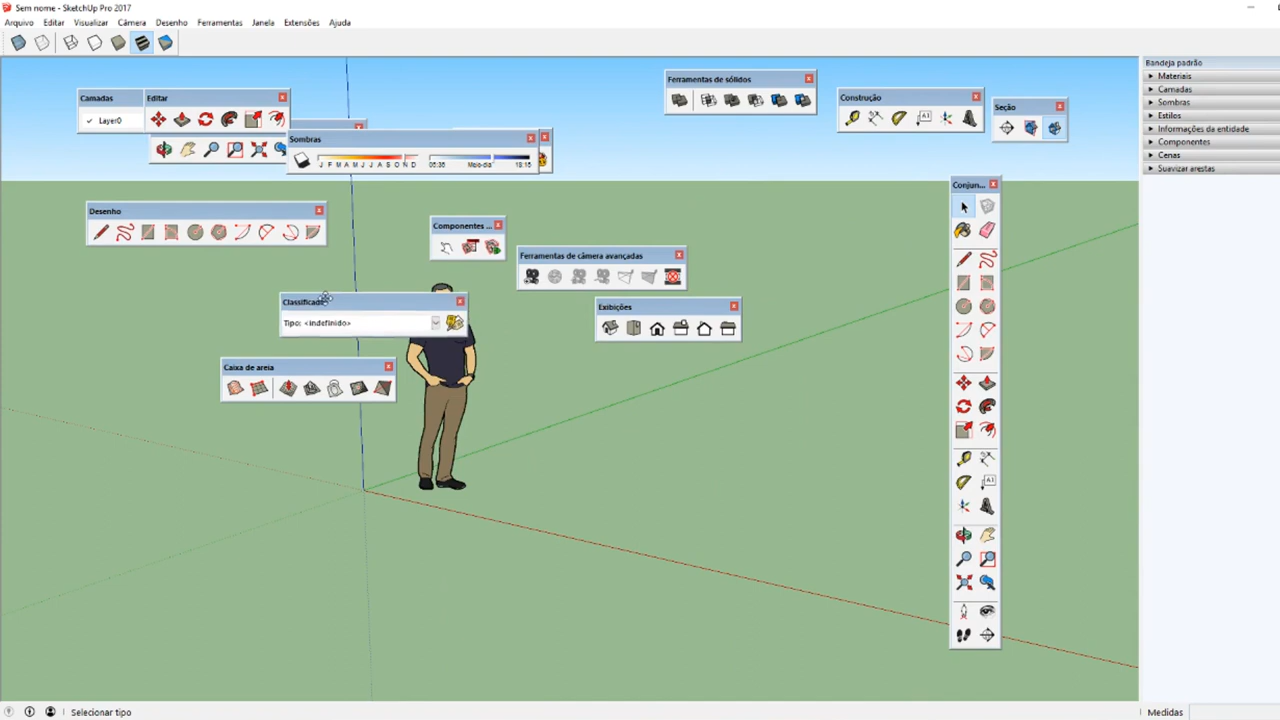 Sem nome - SketchUp Pro 2017
Arquivo Editar Visualizar Câmera Desenho Ferramentas Janela Extensões Ajuda
Bandeja padrão
Materiais
Camadas
Sombras
Estilos
Informações da entidade
Componentes
Cenas
Suavizar arestas
Ferramentas de sólidos
Construção
A1
Seção
Camadas
Layer0
Editar
Sombras
J F M A M J J A S O N D
05:36 Meio-dia 18:16
Desenho
Componentes ...
Ferramentas de câmera avançadas
Exibições
Tipo: <indefinido>
Caixa de areia
Conjun...
A1
Selecionar tipo
Medidas